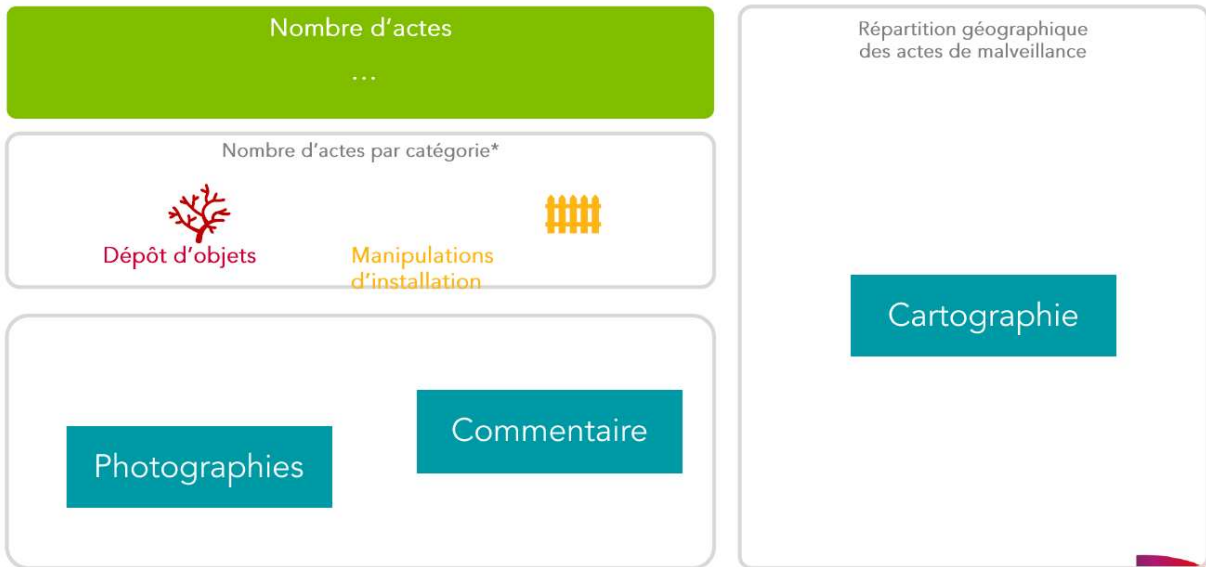 Nombre d'actes
...
Nombre d'actes par catégorie*
Dépôt d'objets
Manipulations
d'installation
Photographies
Commentaire
Répartition géographique
des actes de malveillance
Cartographie